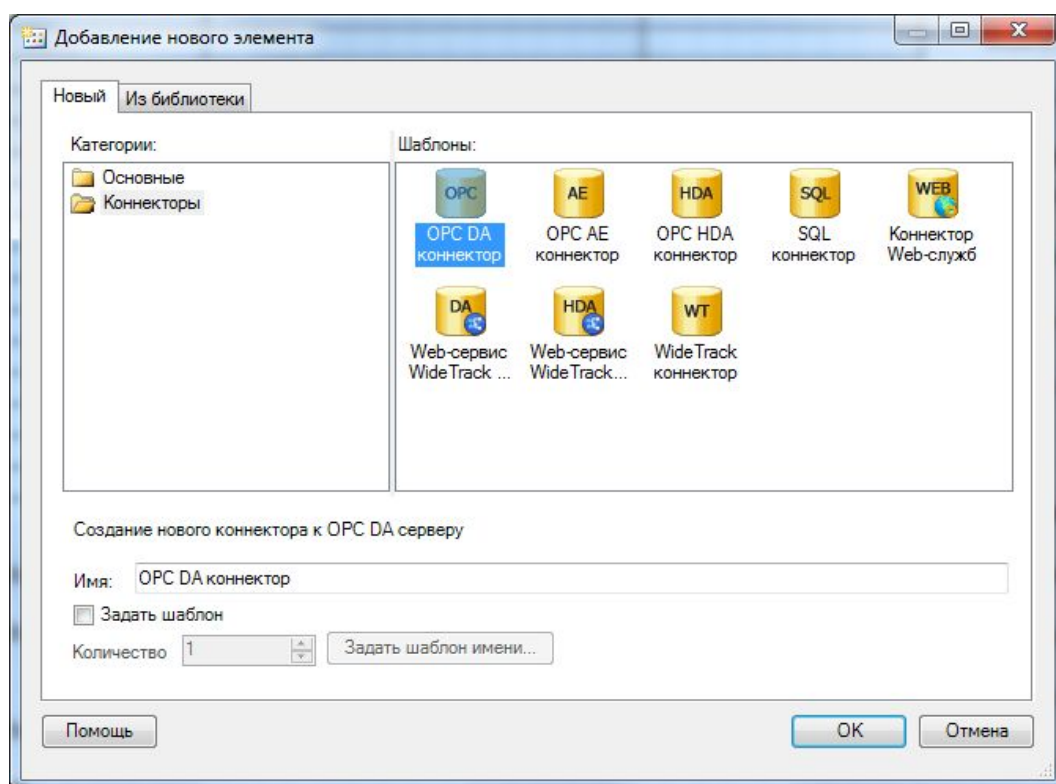 Добавление нового элемента
Новый
Из библиотеки
Категории:
Шаблоны:
Основные
Коннекторы
OPC
OPC DA
коннектор
AE
OPC AE
коннектор
HDA
OPC HDA
коннектор
SQL
SQL
коннектор
WEB
Коннектор
Web-служб
DA
Web-сервис
WideTrack ...
HDA
Web-сервис
WideTrack...
WT
WideTrack
коннектор
Создание нового коннектора к OPC DA серверу
Имя:
OPC DA коннектор
Задать шаблон
Количество
1
Задать шаблон имени...
Помощь
OK
Отмена